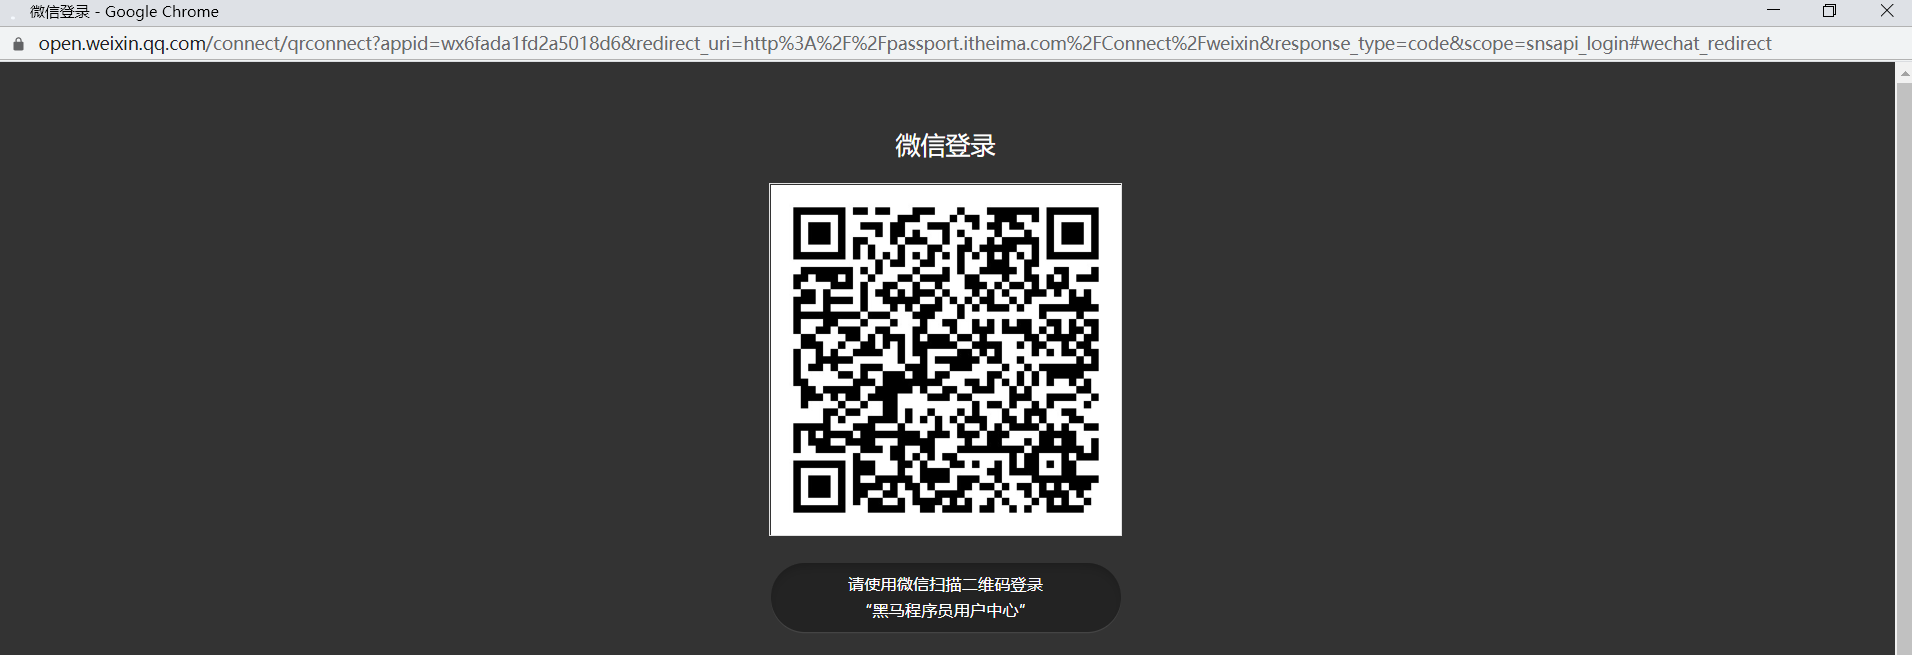 微信登录 - Google Chrome
open.weixin.qq.com/connect/qrconnect?appid=wx6fada1fd2a5018d6&redirect_uri=http%3A%2F%2Fpassport.itheima.com%2FConnect%2Fweixin&response_type=code&scope=snsapi_login#wechat_redirect
微信登录
请使用微信扫描二维码登录
“黑马程序员用户中心”